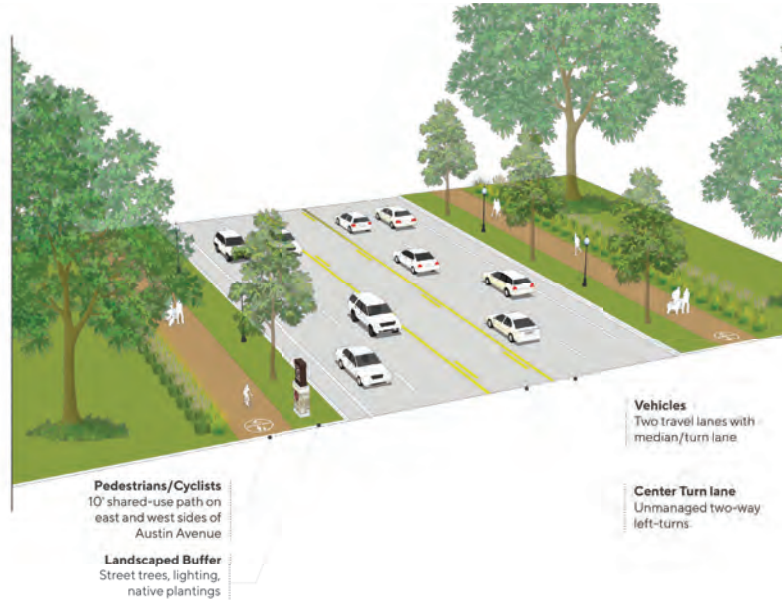 Vehicles
Two travel lanes with
median/turn lane
Pedestrians/Cyclists
10' shared-use path on
east and west sides of
Austin Avenue
Center Turn lane
Unmanaged two-way
left-turns
Landscaped Buffer
Street trees, lighting,
native plantings